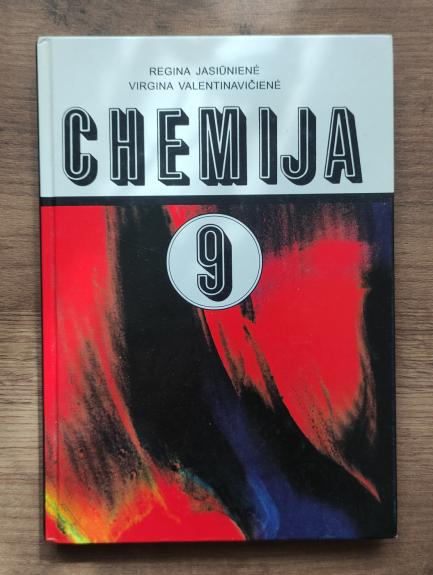 REGINA JASIŪNIENĖ
VIRGINA VALENTINAVIČIENĖ
CHEMIJA
9